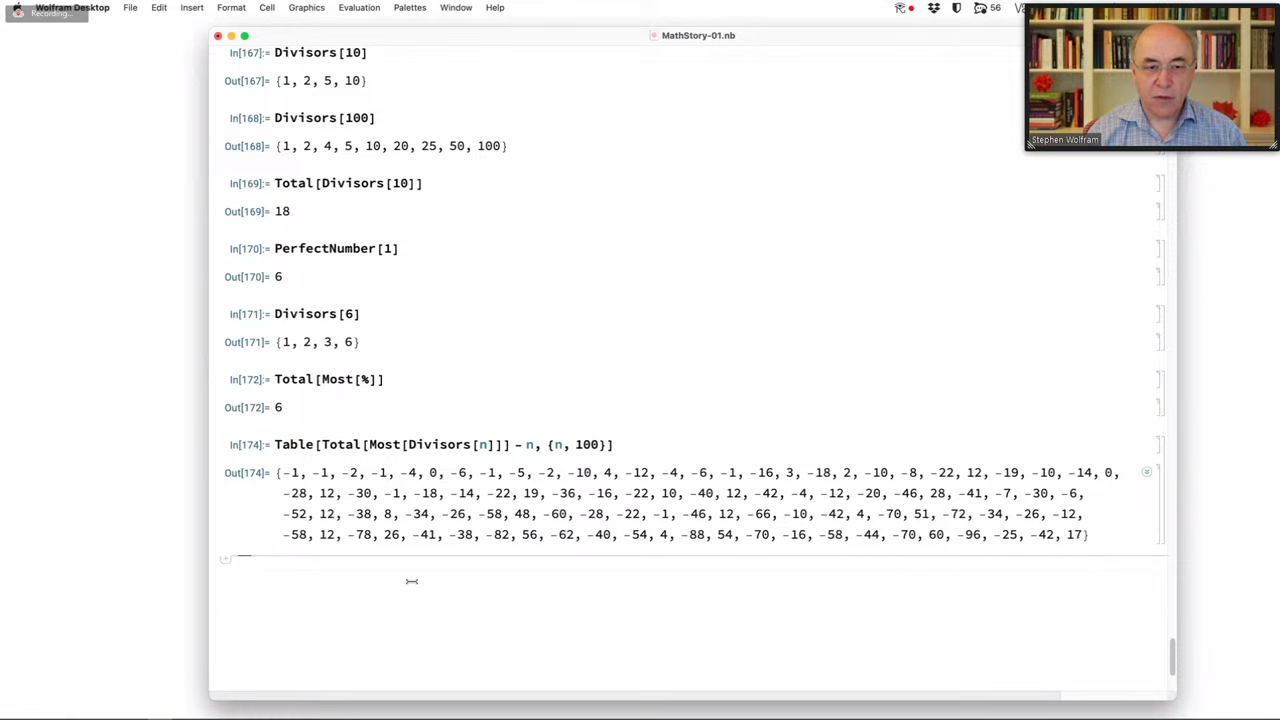 Wolfram Desktop File Edit Insert Format Cell Graphics Evaluation Palettes Window Help 56
Recording...
MathStory-01.nb
Stephen Wolfram
In[167]:= Divisors[10]
Out[167]= {1, 2, 5, 10}
In[168]:= Divisors[100]
Out[168]= {1, 2, 4, 5, 10, 20, 25, 50, 100}
In[169]:= Total[Divisors[10]]
Out[169]= 18
In[170]:= PerfectNumber[1]
Out[170]= 6
In[171]:= Divisors[6]
Out[171]= {1, 2, 3, 6}
In[172]:= Total[Most[%]]
Out[172]= 6
In[174]:= Table[Total[Most[Divisors[n]]] - n, {n, 100}]
Out[174]= {-1, -1, -2, -1, -4, 0, -6, -1, -5, -2, -10, 4, -12, -4, -6, -1, -16, 3, -18, 2, -10, -8, -22, 12, -19, -10, -14, 0,
-28, 12, -30, -1, -18, -14, -22, 19, -36, -16, -22, 10, -40, 12, -42, -4, -12, -20, -46, 28, -41, -7, -30, -6,
-52, 12, -38, 8, -34, -26, -58, 48, -60, -28, -22, -1, -46, 12, -66, -10, -42, 4, -70, 51, -72, -34, -26, -12,
-58, 12, -78, 26, -41, -38, -82, 56, -62, -40, -54, 4, -88, 54, -70, -16, -58, -44, -70, 60, -96, -25, -42, 17}